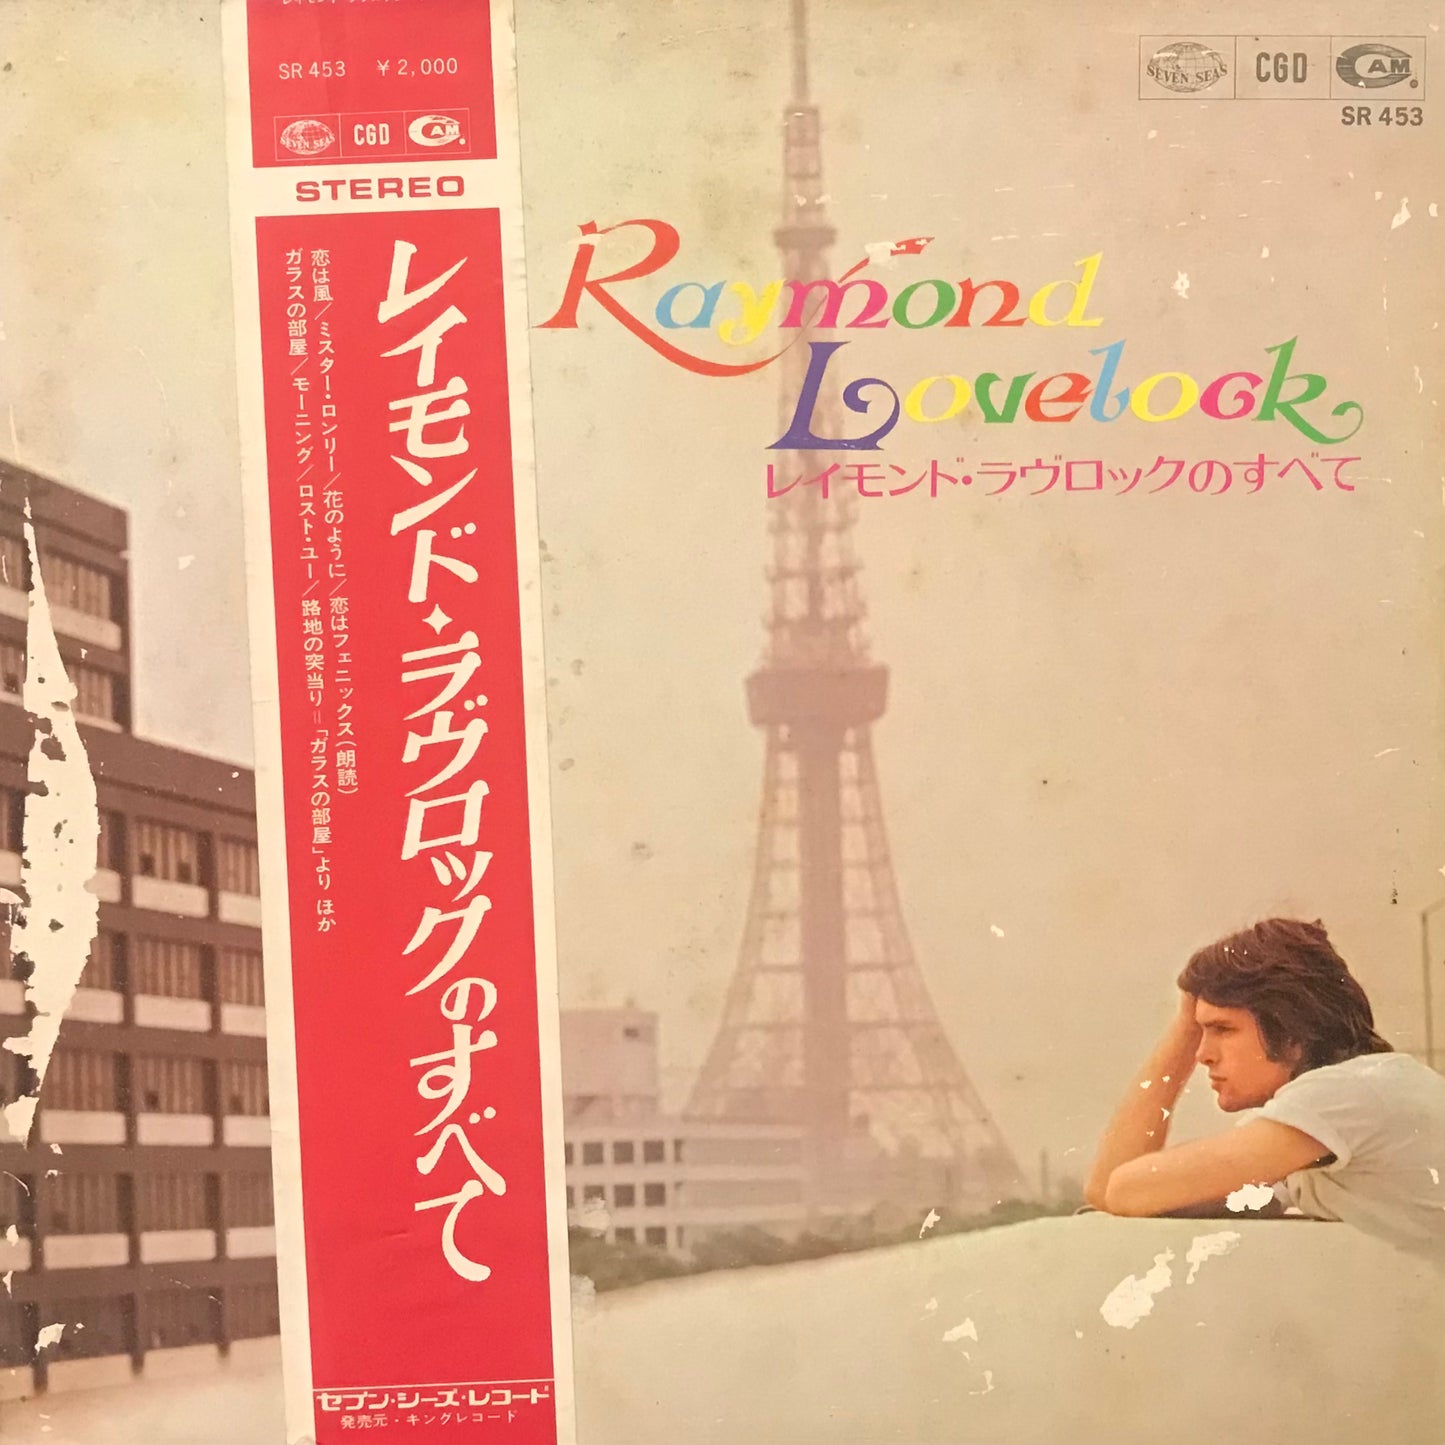 SR 453 ￥2,000
SEVEN SEAS CGD CAM
STEREO
レイモンド・ラヴロックのすべて
恋は風／ミスター・ロンリー／花のように／恋はフェニックス(朗読)
ガラスの部屋／モーニング／ロスト・ユー／路地の突当り＝「ガラスの部屋」より ほか
セブン・シーズ・レコード
発売元・キングレコード
SEVEN SEAS CGD CAM
SR 453
Raymond
Lovelock
レイモンド・ラヴロックのすべて